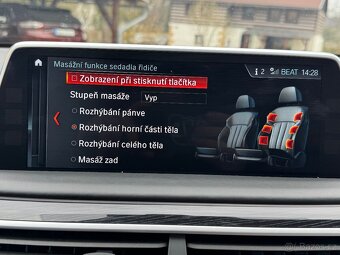 Masážní funkce sedadla řidiče
Zobrazení při stisknutí tlačítka
i 2 BEAT 14:28
Stupeň masáže Vyp
Rozhýbání pánve
Rozhýbání horní části těla
Rozhýbání celého těla
Masáž zad